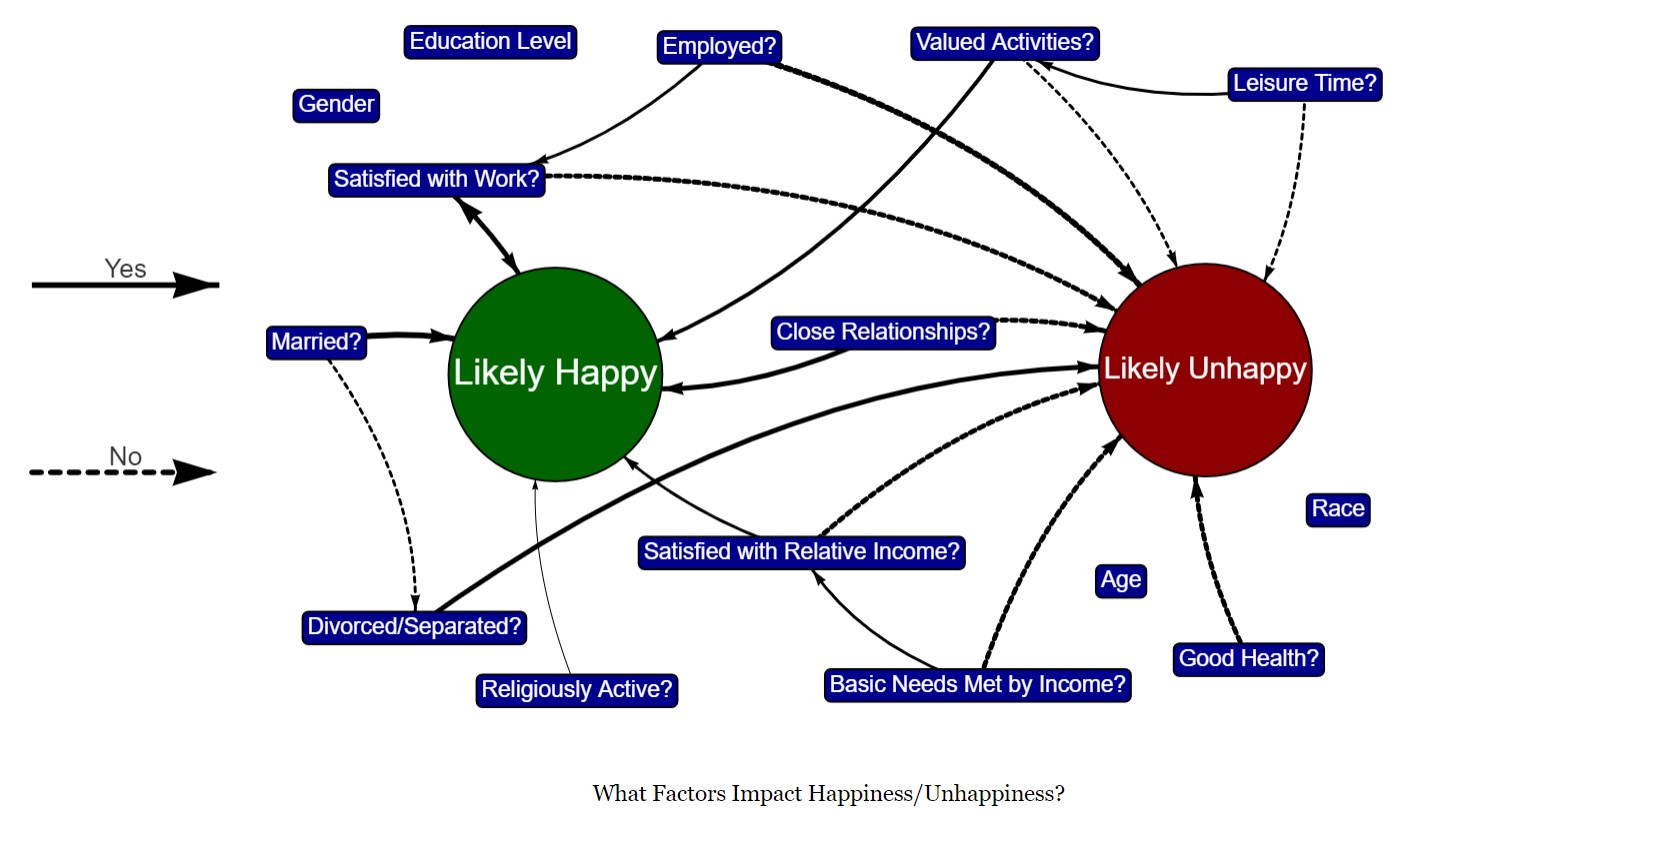 Education Level
Employed?
Valued Activities?
Leisure Time?
Gender
Satisfied with Work?
Yes
Married?
Close Relationships?
Likely Happy
Likely Unhappy
No
Race
Satisfied with Relative Income?
Age
Divorced/Separated?
Good Health?
Religiously Active?
Basic Needs Met by Income?
What Factors Impact Happiness/Unhappiness?